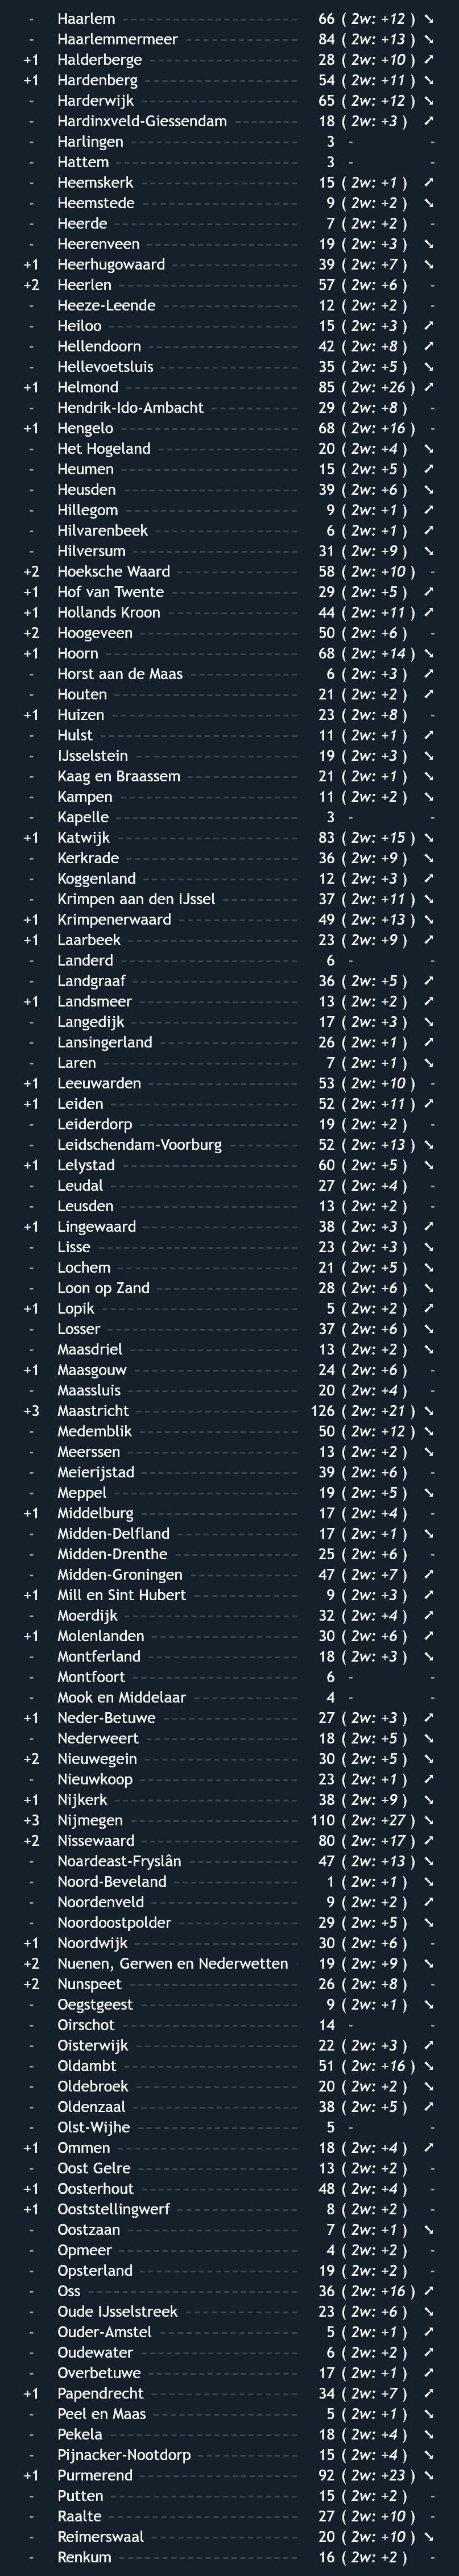 - Haarlem 66 ( 2w: +12 ) ↘
- Haarlemmermeer 84 ( 2w: +13 ) ↘
+1 Halderberge 28 ( 2w: +10 ) ↗
+1 Hardenberg 54 ( 2w: +11 ) ↘
- Harderwijk 65 ( 2w: +12 ) ↘
- Hardinxveld-Giessendam 18 ( 2w: +3 ) ↗
- Harlingen 3 - -
- Hattem 3 - -
- Heemskerk 15 ( 2w: +1 ) ↗
- Heemstede 9 ( 2w: +2 ) ↘
- Heerde 7 ( 2w: +2 ) -
- Heerenveen 19 ( 2w: +3 ) ↘
+1 Heerhugowaard 39 ( 2w: +7 ) ↘
+2 Heerlen 57 ( 2w: +6 ) -
- Heeze-Leende 12 ( 2w: +2 ) -
- Heiloo 15 ( 2w: +3 ) ↗
- Hellendoorn 42 ( 2w: +8 ) ↗
- Hellevoetsluis 35 ( 2w: +5 ) ↘
+1 Helmond 85 ( 2w: +26 ) ↗
- Hendrik-Ido-Ambacht 29 ( 2w: +8 ) -
+1 Hengelo 68 ( 2w: +16 ) -
- Het Hogeland 20 ( 2w: +4 ) ↘
- Heumen 15 ( 2w: +5 ) ↗
- Heusden 39 ( 2w: +6 ) ↘
- Hillegom 9 ( 2w: +1 ) ↗
- Hilvarenbeek 6 ( 2w: +1 ) ↗
- Hilversum 31 ( 2w: +9 ) ↘
+2 Hoeksche Waard 58 ( 2w: +10 ) -
+1 Hof van Twente 29 ( 2w: +5 ) ↗
+1 Hollands Kroon 44 ( 2w: +11 ) ↗
+2 Hoogeveen 50 ( 2w: +6 ) -
+1 Hoorn 68 ( 2w: +14 ) ↘
- Horst aan de Maas 6 ( 2w: +3 ) ↗
- Houten 21 ( 2w: +2 ) ↗
+1 Huizen 23 ( 2w: +8 ) -
- Hulst 11 ( 2w: +1 ) ↗
- IJsselstein 19 ( 2w: +3 ) ↘
- Kaag en Braassem 21 ( 2w: +1 ) ↘
- Kampen 11 ( 2w: +2 ) ↘
- Kapelle 3 - -
+1 Katwijk 83 ( 2w: +15 ) ↘
- Kerkrade 36 ( 2w: +9 ) ↘
- Koggenland 12 ( 2w: +3 ) ↗
- Krimpen aan den IJssel 37 ( 2w: +11 ) ↘
+1 Krimpenerwaard 49 ( 2w: +13 ) ↘
+1 Laarbeek 23 ( 2w: +9 ) ↗
- Landerd 6 - -
- Landgraaf 36 ( 2w: +5 ) ↗
+1 Landsmeer 13 ( 2w: +2 ) ↗
- Langedijk 17 ( 2w: +3 ) ↘
- Lansingerland 26 ( 2w: +1 ) ↗
- Laren 7 ( 2w: +1 ) ↘
+1 Leeuwarden 53 ( 2w: +10 ) -
+1 Leiden 52 ( 2w: +11 ) ↗
- Leiderdorp 19 ( 2w: +2 ) -
- Leidschendam-Voorburg 52 ( 2w: +13 ) ↘
+1 Lelystad 60 ( 2w: +5 ) ↘
- Leudal 27 ( 2w: +4 ) -
- Leusden 13 ( 2w: +2 ) -
+1 Lingewaard 38 ( 2w: +3 ) ↗
- Lisse 23 ( 2w: +3 ) ↘
- Lochem 21 ( 2w: +5 ) ↘
- Loon op Zand 28 ( 2w: +6 ) ↘
+1 Lopik 5 ( 2w: +2 ) ↗
- Losser 37 ( 2w: +6 ) ↘
- Maasdriel 13 ( 2w: +2 ) ↘
+1 Maasgouw 24 ( 2w: +6 ) -
- Maassluis 20 ( 2w: +4 ) -
+3 Maastricht 126 ( 2w: +21 ) ↘
- Medemblik 50 ( 2w: +12 ) ↘
- Meerssen 13 ( 2w: +2 ) ↘
- Meierijstad 39 ( 2w: +6 ) -
- Meppel 19 ( 2w: +5 ) ↘
+1 Middelburg 17 ( 2w: +4 ) -
- Midden-Delfland 17 ( 2w: +1 ) ↘
- Midden-Drenthe 25 ( 2w: +6 ) -
- Midden-Groningen 47 ( 2w: +7 ) ↗
+1 Mill en Sint Hubert 9 ( 2w: +3 ) ↗
- Moerdijk 32 ( 2w: +4 ) ↗
+1 Molenlanden 30 ( 2w: +6 ) ↗
- Montferland 18 ( 2w: +3 ) ↘
- Montfoort 6 - -
- Mook en Middelaar 4 - -
+1 Neder-Betuwe 27 ( 2w: +3 ) ↗
- Nederweert 18 ( 2w: +5 ) ↘
+2 Nieuwegein 30 ( 2w: +5 ) ↘
- Nieuwkoop 23 ( 2w: +1 ) ↗
+1 Nijkerk 38 ( 2w: +9 ) ↘
+3 Nijmegen 110 ( 2w: +27 ) ↘
+2 Nissewaard 80 ( 2w: +17 ) ↗
- Noardeast-Fryslân 47 ( 2w: +13 ) ↘
- Noord-Beveland 1 ( 2w: +1 ) ↘
- Noordenveld 9 ( 2w: +2 ) ↗
- Noordoostpolder 29 ( 2w: +5 ) ↘
+1 Noordwijk 30 ( 2w: +6 ) -
+2 Nuenen, Gerwen en Nederwetten 19 ( 2w: +9 ) ↘
+2 Nunspeet 26 ( 2w: +8 ) -
- Oegstgeest 9 ( 2w: +1 ) ↘
- Oirschot 14 - -
- Oisterwijk 22 ( 2w: +3 ) ↗
- Oldambt 51 ( 2w: +16 ) ↘
- Oldebroek 20 ( 2w: +2 ) ↘
- Oldenzaal 38 ( 2w: +5 ) ↗
- Olst-Wijhe 5 - -
+1 Ommen 18 ( 2w: +4 ) ↗
- Oost Gelre 13 ( 2w: +2 ) -
+1 Oosterhout 48 ( 2w: +4 ) -
+1 Ooststellingwerf 8 ( 2w: +2 ) -
- Oostzaan 7 ( 2w: +1 ) ↘
- Opmeer 4 ( 2w: +2 ) -
- Opsterland 19 ( 2w: +2 ) -
- Oss 36 ( 2w: +16 ) ↗
- Oude IJsselstreek 23 ( 2w: +6 ) ↘
- Ouder-Amstel 5 ( 2w: +1 ) ↗
- Oudewater 6 ( 2w: +2 ) ↗
- Overbetuwe 17 ( 2w: +1 ) ↗
+1 Papendrecht 34 ( 2w: +7 ) ↗
- Peel en Maas 5 ( 2w: +1 ) ↘
- Pekela 18 ( 2w: +4 ) ↘
- Pijnacker-Nootdorp 15 ( 2w: +4 ) ↘
+1 Purmerend 92 ( 2w: +23 ) ↘
- Putten 15 ( 2w: +2 ) -
- Raalte 27 ( 2w: +10 ) -
- Reimerswaal 20 ( 2w: +10 ) ↘
- Renkum 16 ( 2w: +2 ) -